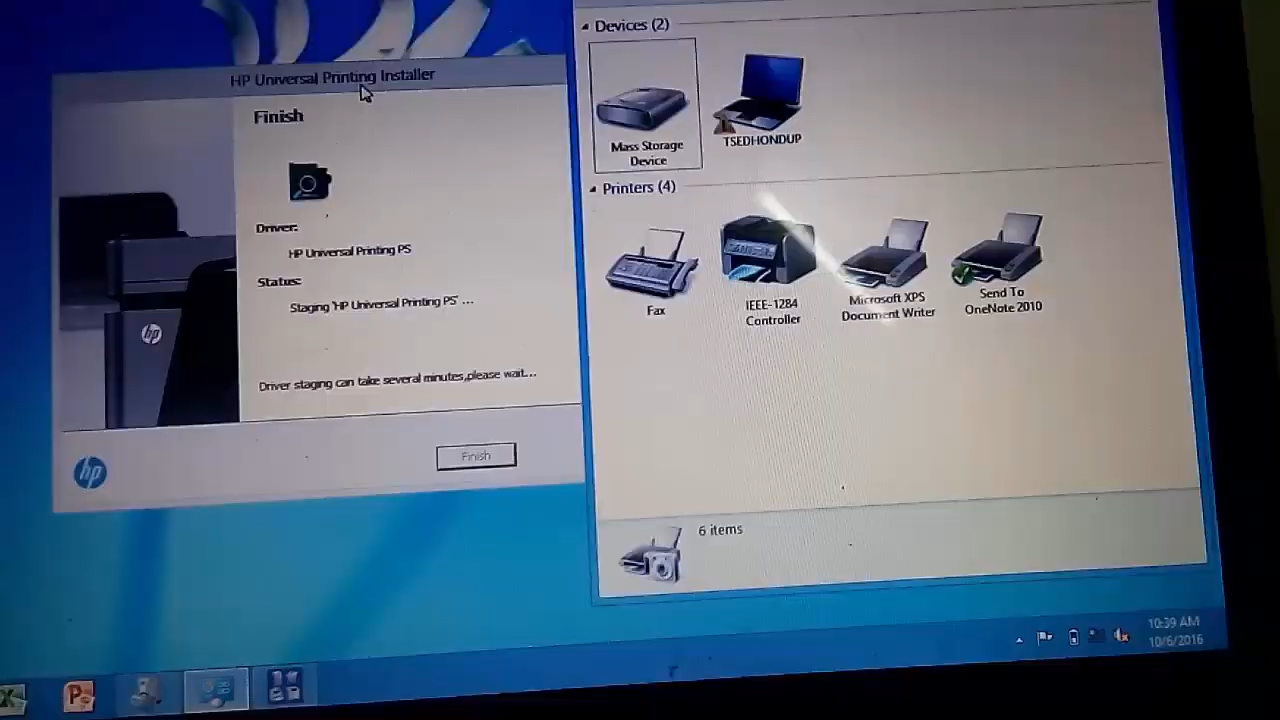 HP Universal Printing Installer
Finish
Driver:
HP Universal Printing PS
Status:
Staging 'HP Universal Printing PS' ...
Driver staging can take several minutes,please wait...
Finish
hp
hp
Devices (2)
Mass Storage
Device
TSEDHONDUP
Printers (4)
Fax
IEEE-1284
Controller
Microsoft XPS
Document Writer
Send To
OneNote 2010
6 items
10:39 AM
10/6/2016